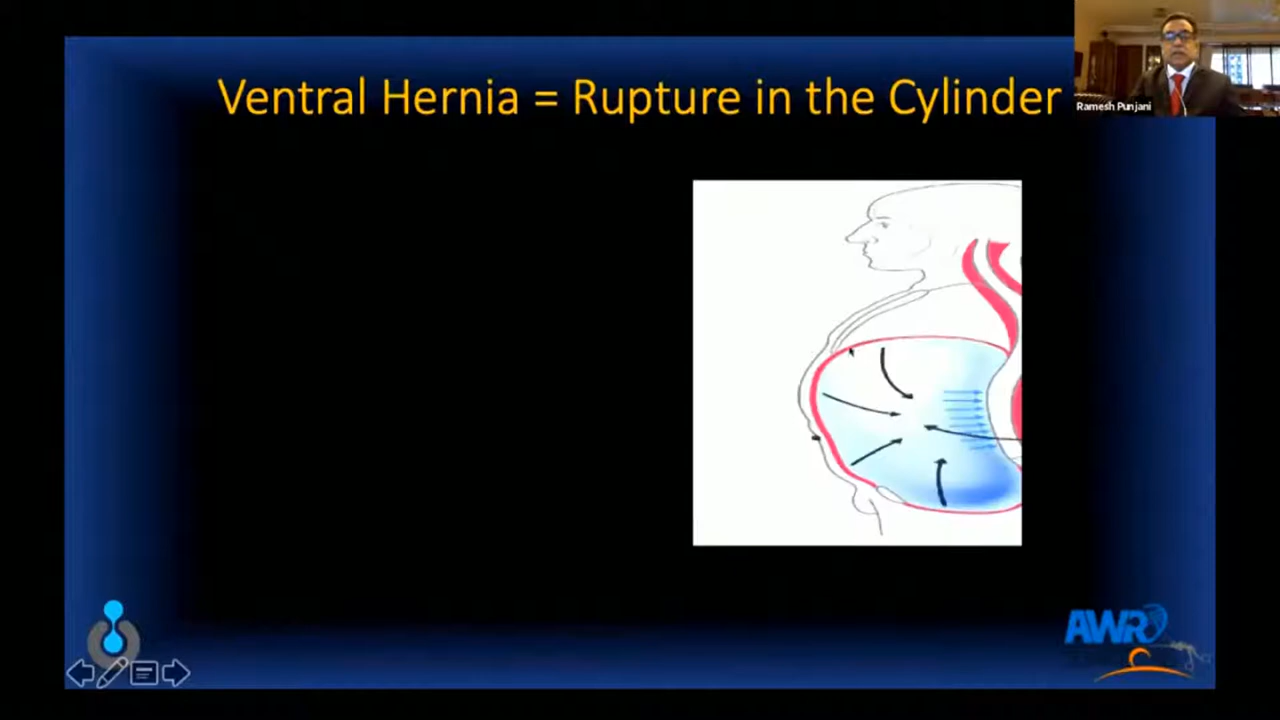 Ventral Hernia = Rupture in the Cylinder
Ramesh Punjani
AWR